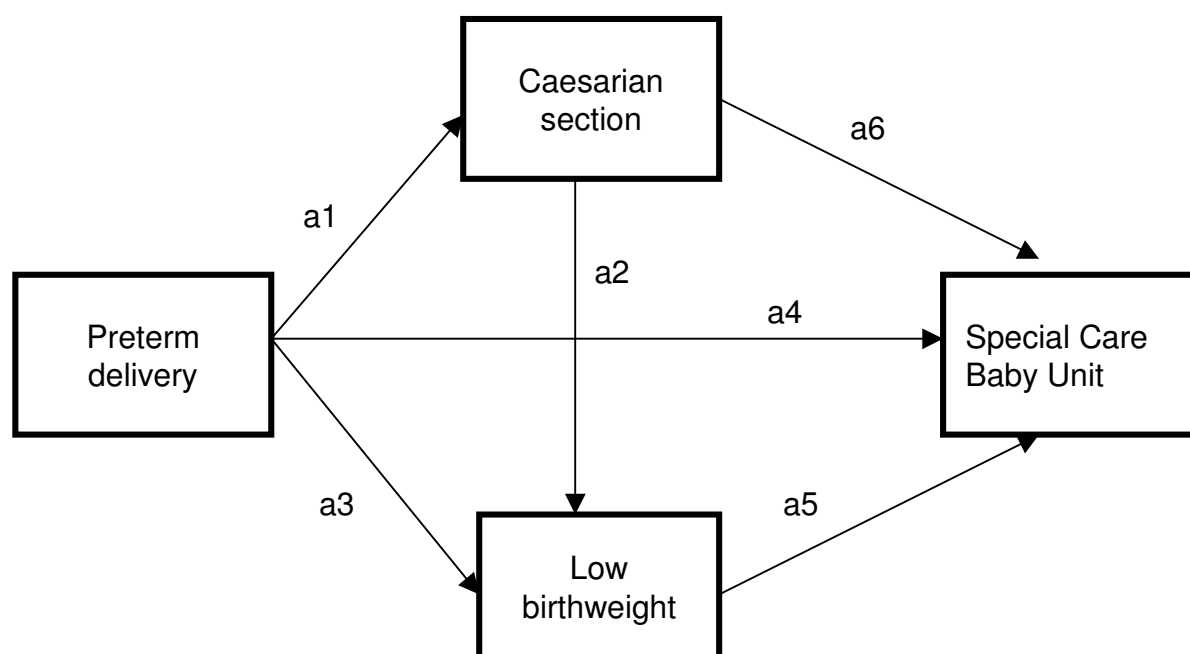 Caesarian
section
a6
a1
a2
Preterm
delivery
a4
Special Care
Baby Unit
a3
a5
Low
birthweight